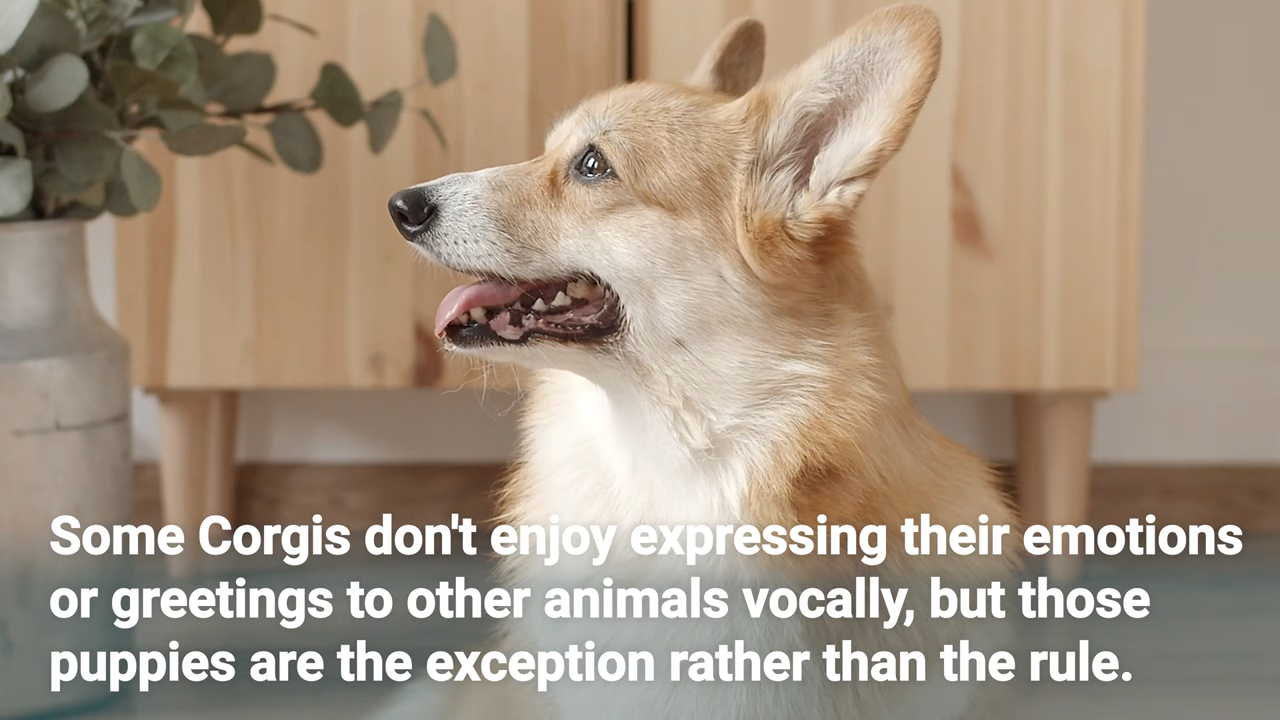 Some Corgis don't enjoy expressing their emotions
or greetings to other animals vocally, but those
puppies are the exception rather than the rule.